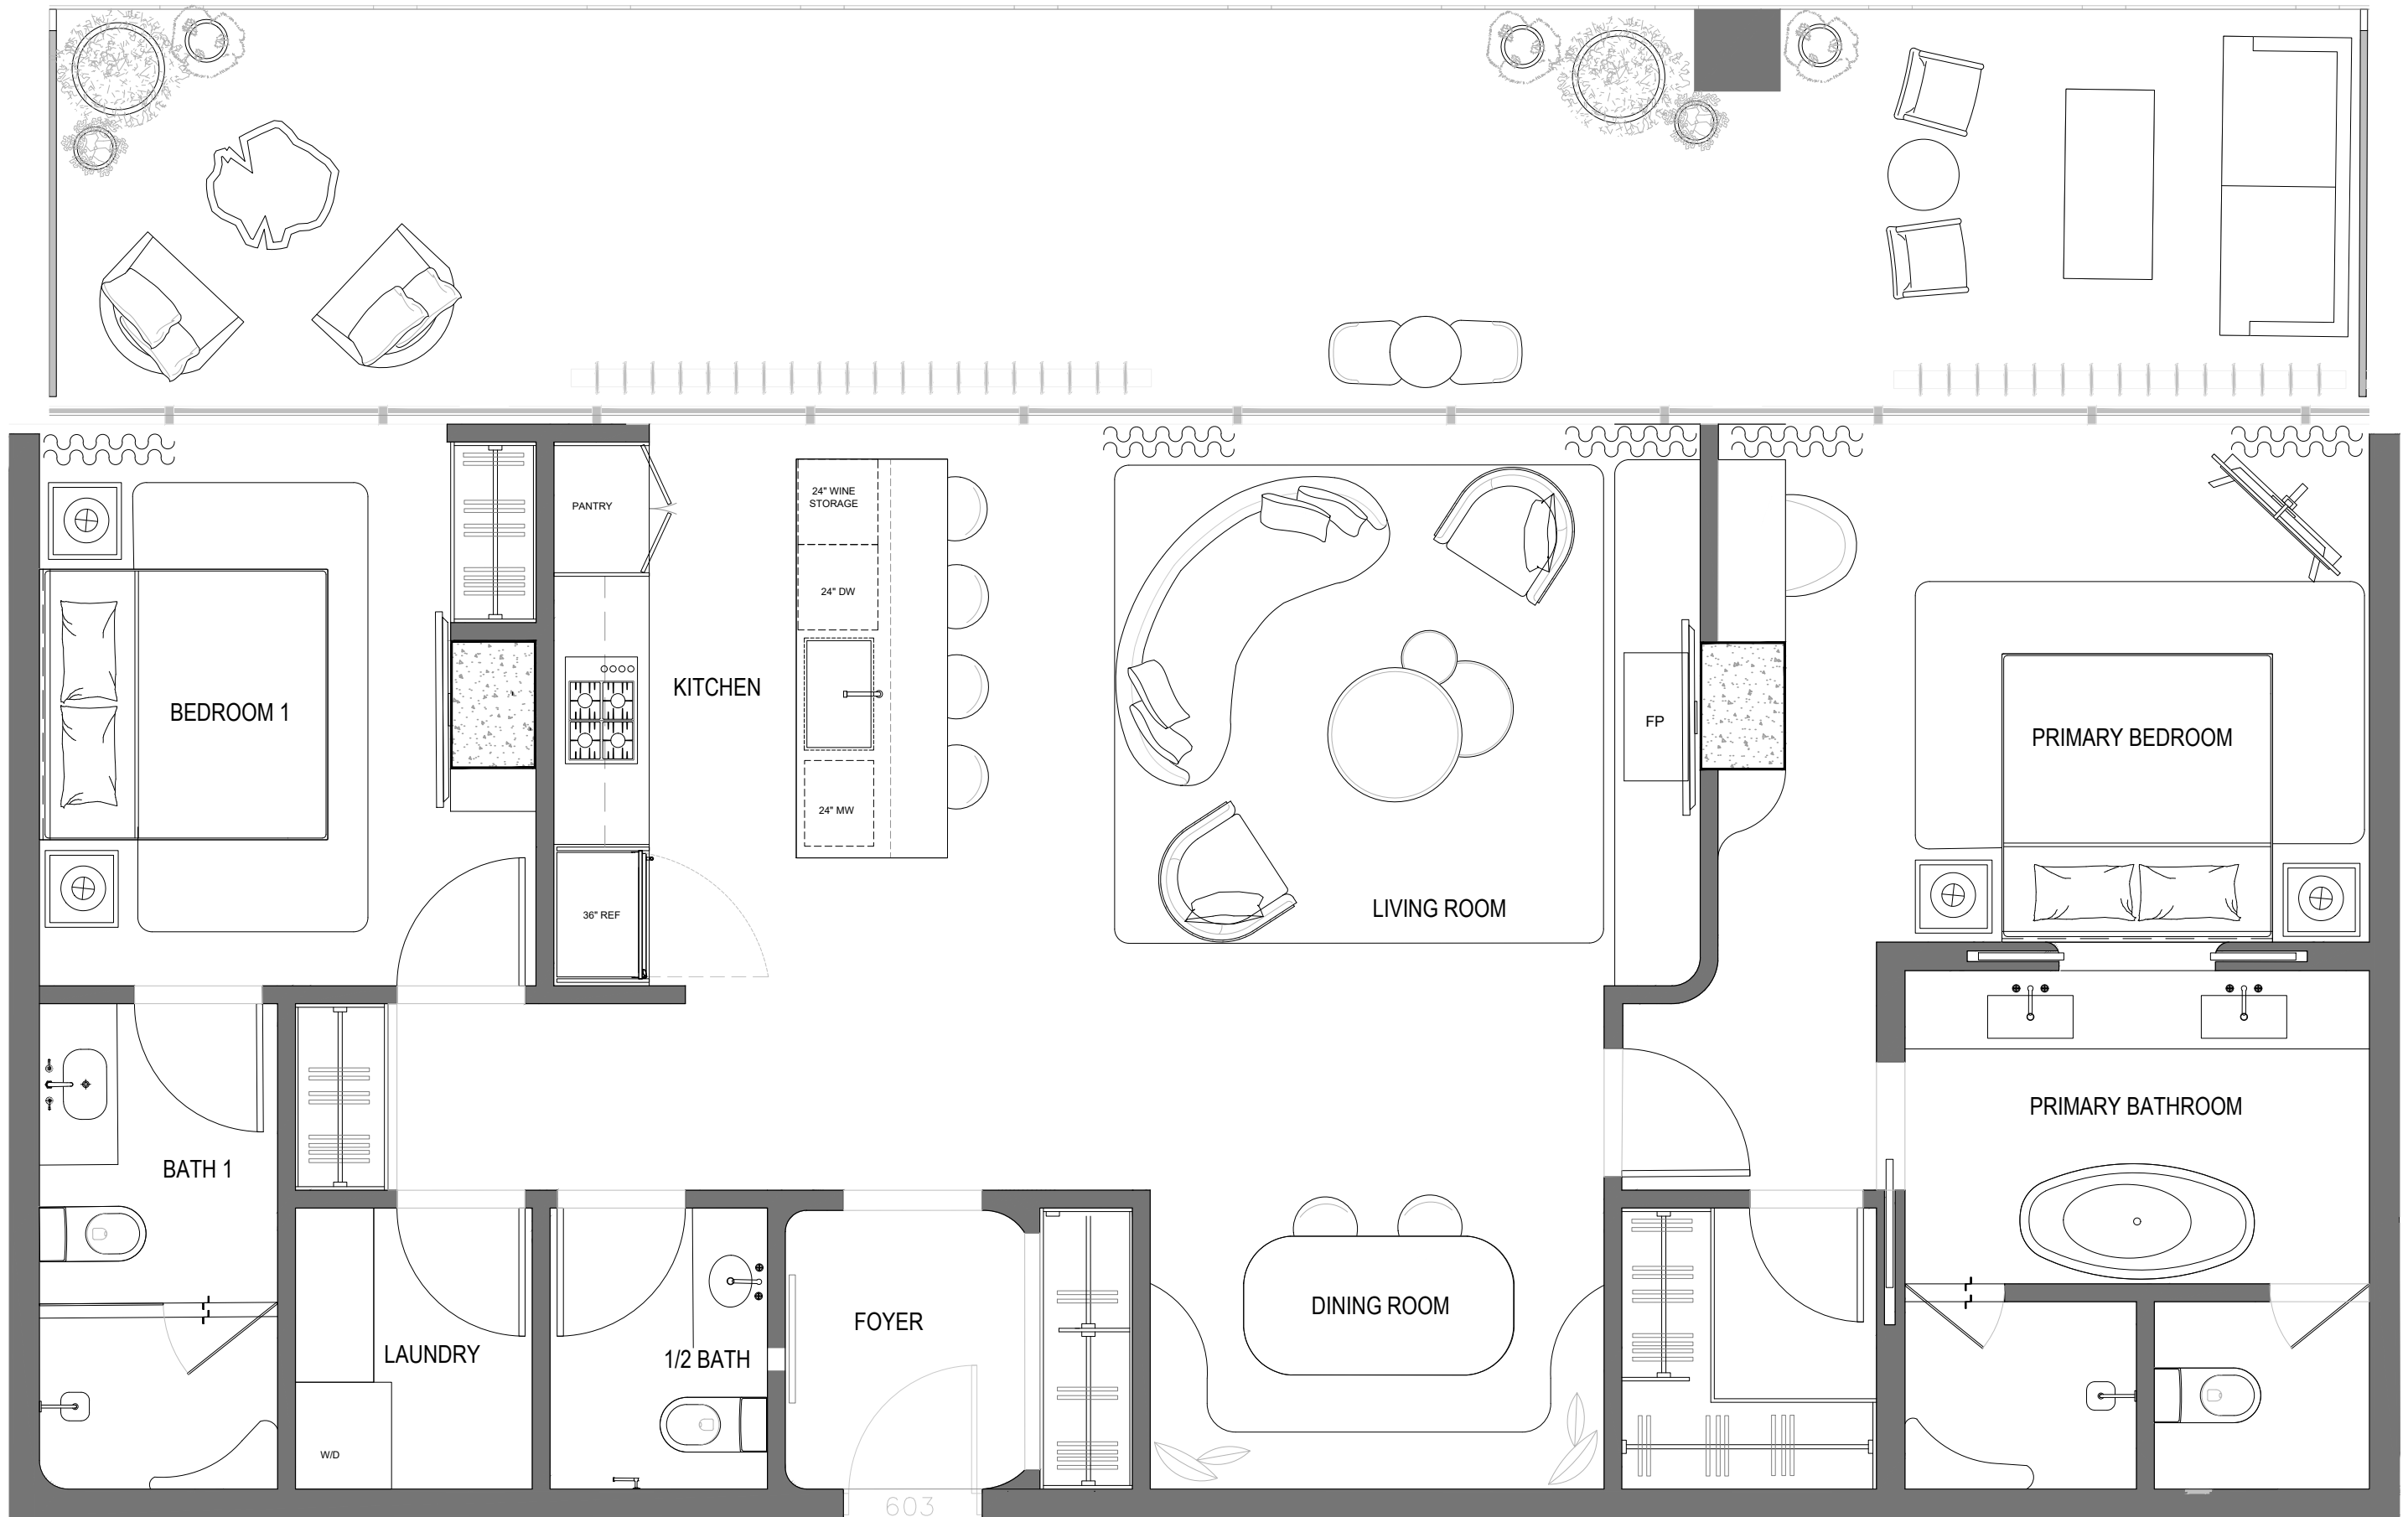 24" WINE
STORAGE
PANTRY
24" DW
KITCHEN
BEDROOM 1
FP
PRIMARY BEDROOM
24" MW
36" REF
LIVING ROOM
PRIMARY BATHROOM
BATH 1
DINING ROOM
FOYER
LAUNDRY
1/2 BATH
W/D
603